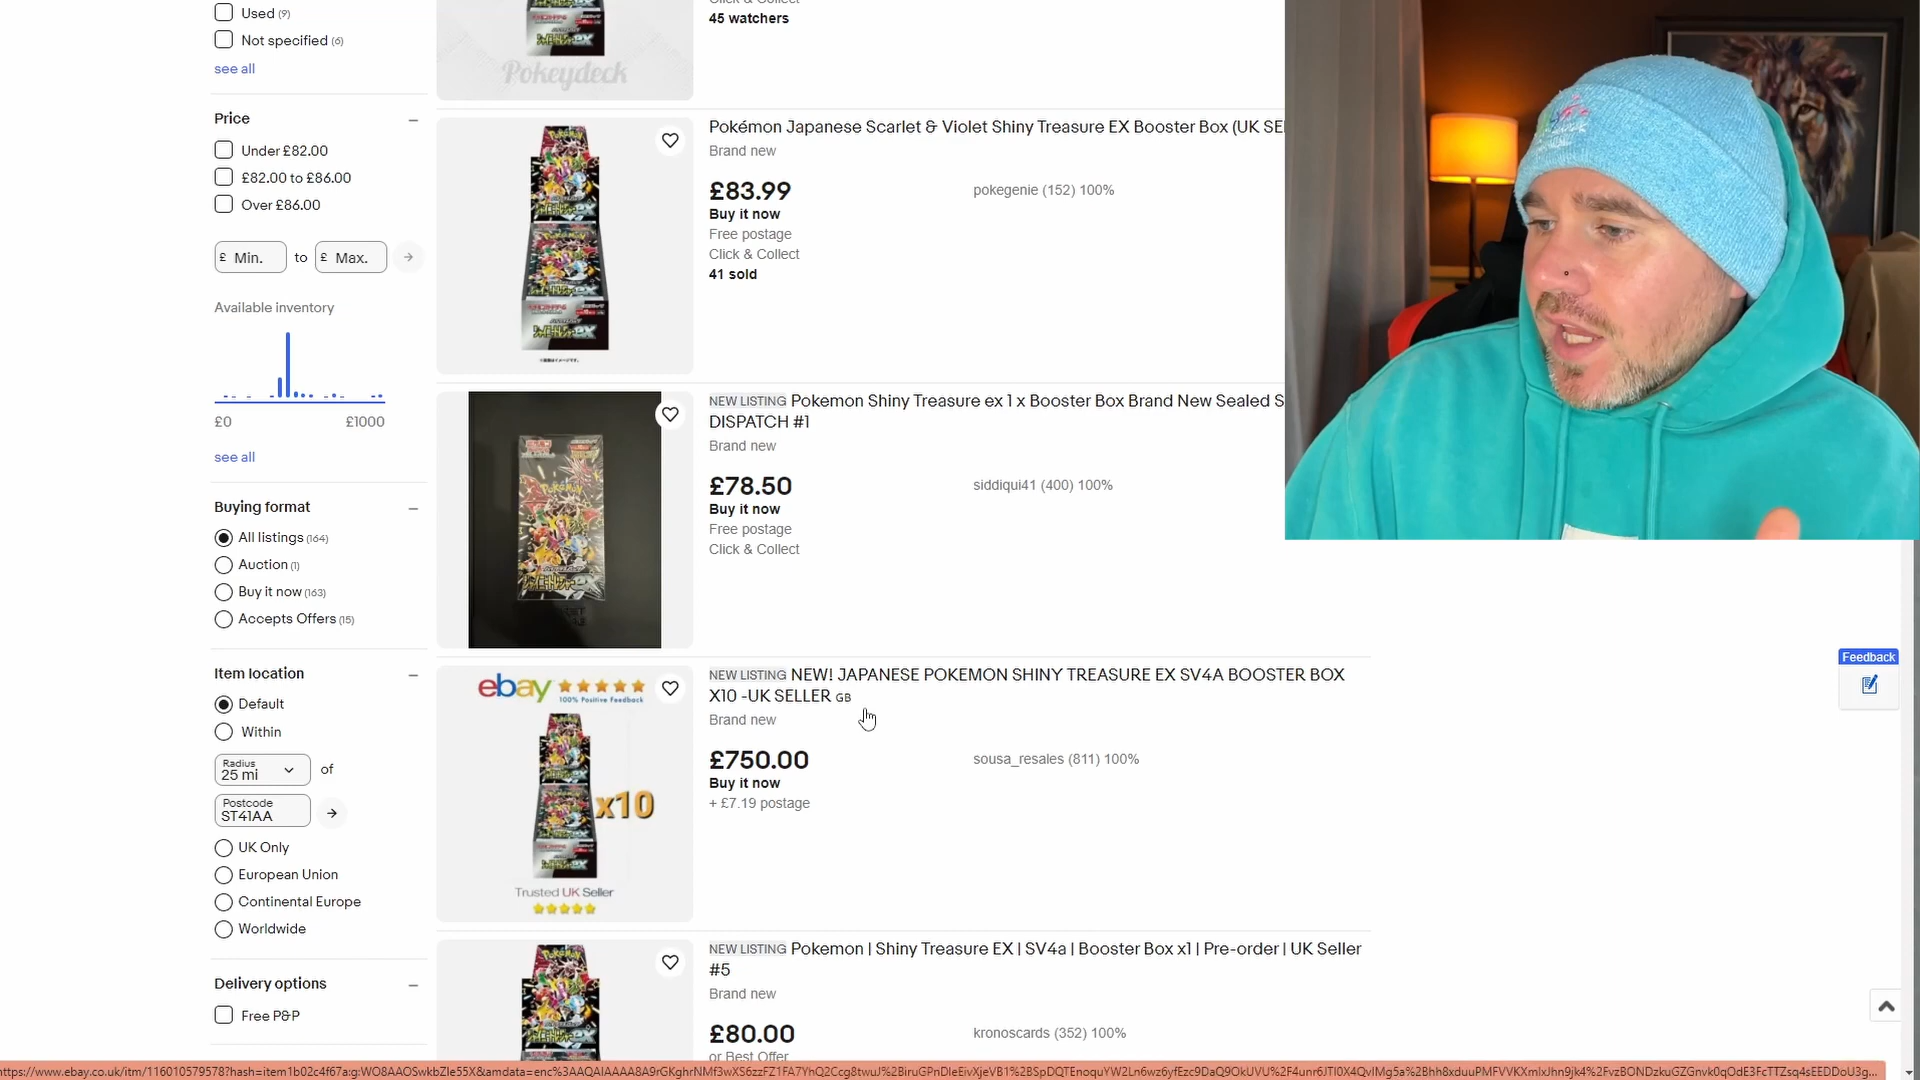 Used (9)
Not specified (6)
see all
Price
Under £82.00
£82.00 to £86.00
Over £86.00
£ Min. to £ Max.
Available inventory
£0 £1000
see all
Buying format
All listings (164)
Auction (1)
Buy it now (163)
Accepts Offers (15)
Item location
Default
Within
Radius
25 mi
of
Postcode
ST41AA
UK Only
European Union
Continental Europe
Worldwide
Delivery options
Free P&P
Pokeydeck
45 watchers
Pokémon Japanese Scarlet & Violet Shiny Treasure EX Booster Box (UK SE
Brand new
£83.99
Buy it now
Free postage
Click & Collect
41 sold
pokegenie (152) 100%
NEW LISTING Pokemon Shiny Treasure ex 1 x Booster Box Brand New Sealed S
DISPATCH #1
Brand new
£78.50
Buy it now
Free postage
Click & Collect
siddiqui41 (400) 100%
ebay
100% Positive Feedback
x10
Trusted UK Seller
NEW LISTING NEW! JAPANESE POKEMON SHINY TREASURE EX SV4A BOOSTER BOX
X10 -UK SELLER GB
Brand new
£750.00
Buy it now
+ £7.19 postage
sousa_resales (811) 100%
NEW LISTING Pokemon | Shiny Treasure EX | SV4a | Booster Box x1 | Pre-order | UK Seller
#5
Brand new
£80.00
or Best Offer
kronoscards (352) 100%
Feedback